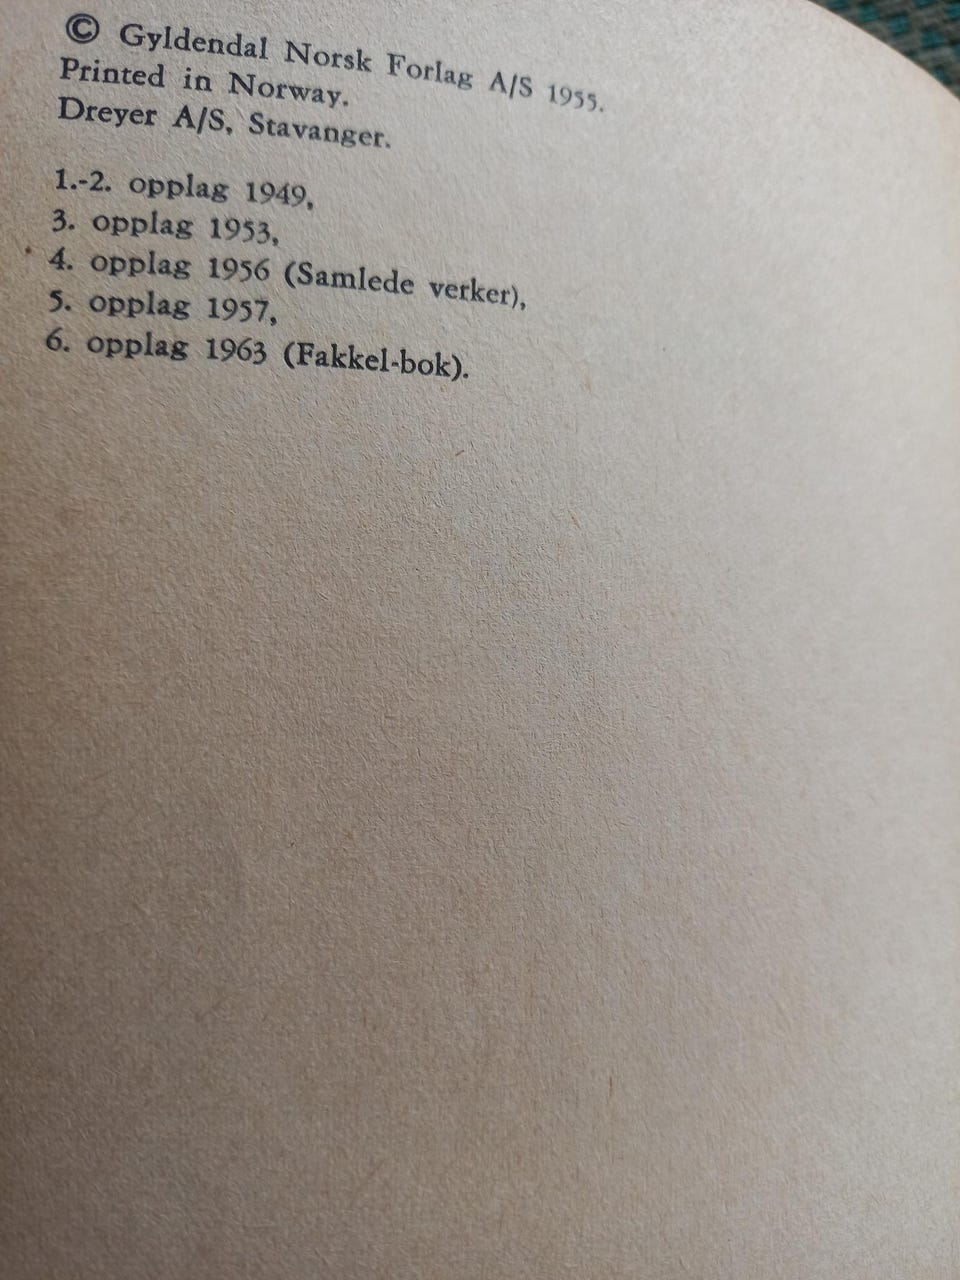 © Gyldendal Norsk Forlag A/S 1955.
Printed in Norway.
Dreyer A/S, Stavanger.
1.-2. opplag 1949,
3. opplag 1953,
4. opplag 1956 (Samlede verker),
5. opplag 1957,
6. opplag 1963 (Fakkel-bok).